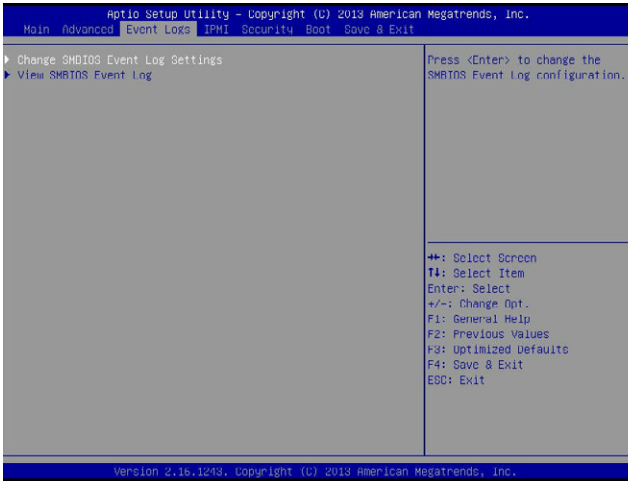 Aptio Setup Utility – Copyright (C) 2013 American Megatrends, Inc.
Main Advanced Event Logs IPMI Security Boot Save & Exit
Change SMBIOS Event Log Settings
View SMBIOS Event Log
Press <Enter> to change the
SMBIOS Event Log configuration.
→←: Select Screen
↑↓: Select Item
Enter: Select
+/-: Change Opt.
F1: General Help
F2: Previous Values
F3: Optimized Defaults
F4: Save & Exit
ESC: Exit
Version 2.16.1243. Copyright (C) 2013 American Megatrends, Inc.